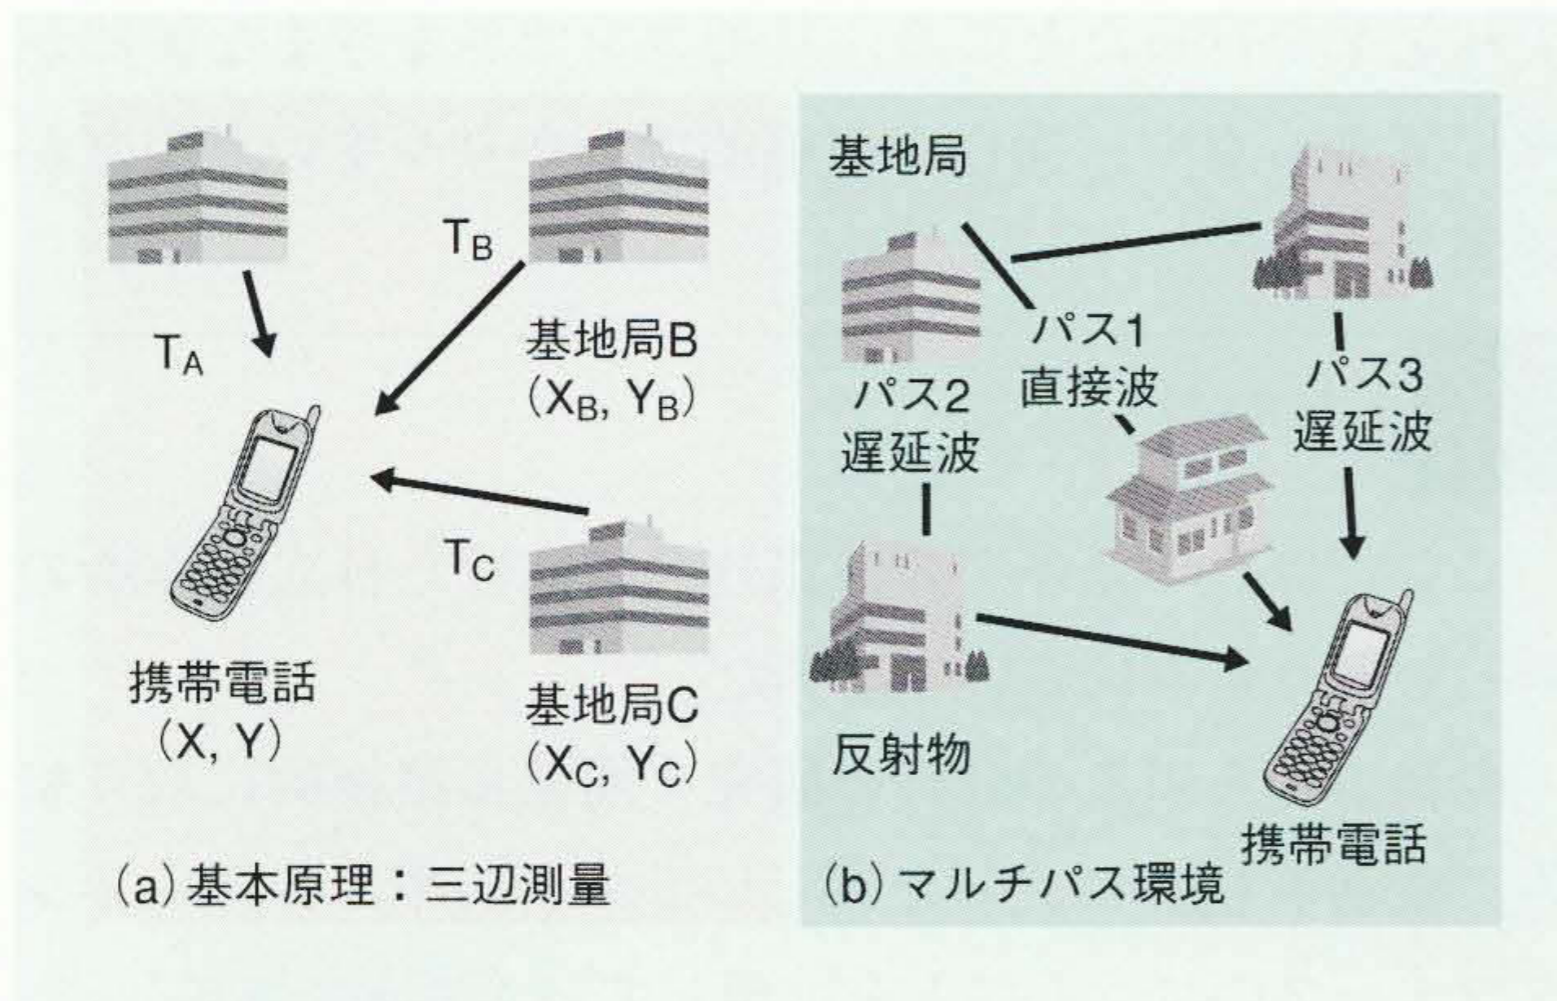 T_A
T_B
基地局B
(X_B, Y_B)
T_C
基地局C
(X_C, Y_C)
携帯電話
(X, Y)
(a)基本原理：三辺測量
基地局
パス1
直接波
パス2
遅延波
パス3
遅延波
反射物
携帯電話
(b)マルチパス環境